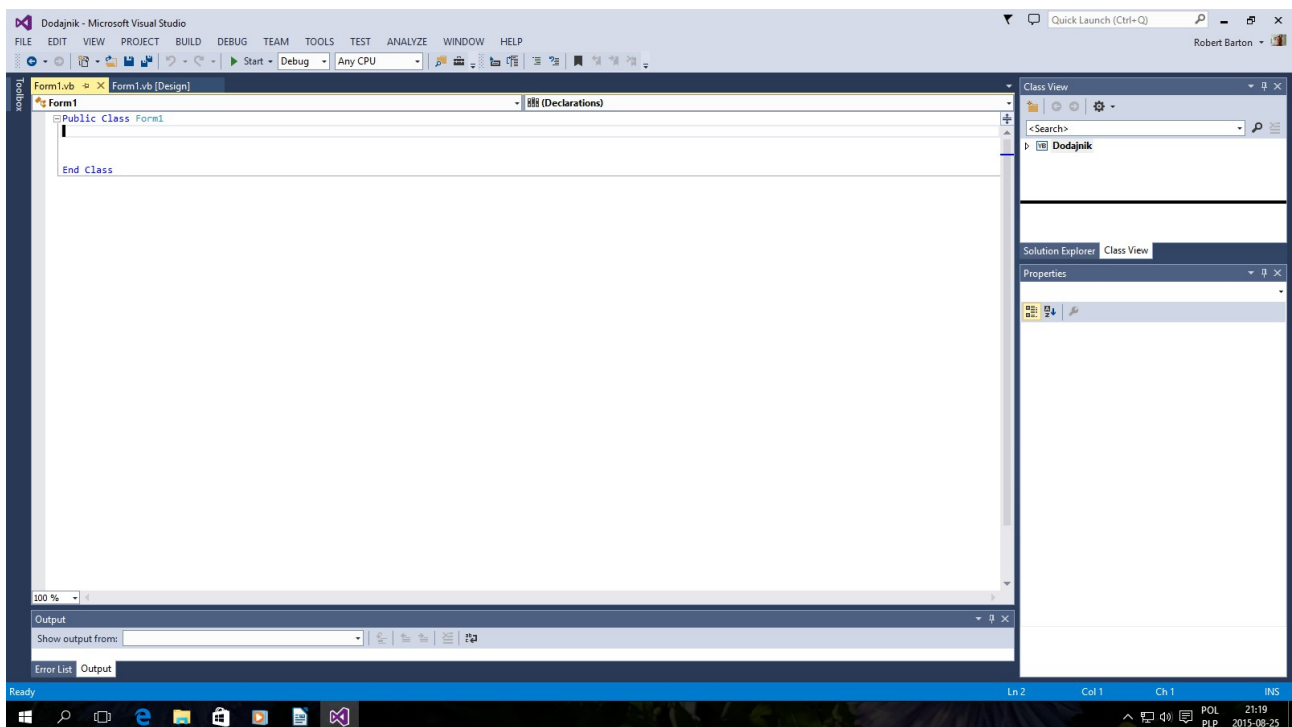 Dodajnik - Microsoft Visual Studio
Quick Launch (Ctrl+Q)
FILE EDIT VIEW PROJECT BUILD DEBUG TEAM TOOLS TEST ANALYZE WINDOW HELP
Robert Barton
Start Debug Any CPU
Toolbox
Form1.vb Form1.vb [Design]
Form1 (Declarations)
Public Class Form1
End Class
100 %
Output
Show output from:
Error List Output
Class View
<Search>
VB Dodajnik
Solution Explorer Class View
Properties
Ready Ln 2 Col 1 Ch 1 INS
POL 21:19
PLP 2015-08-25